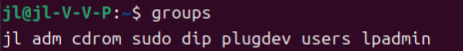 jl@jl-V-V-P:~$ groups
jl adm cdrom sudo dip plugdev users lpadmin